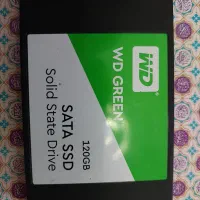 WD
WD GREEN
120GB
SATA SSD
Solid State Drive